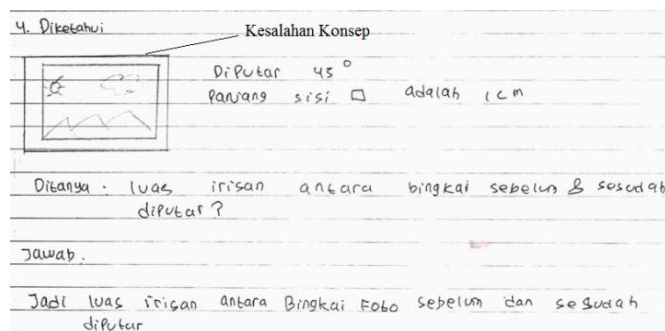 4. Diketahui
Kesalahan Konsep
Diputar 45°
Panjang sisi □ adalah 1 cm
Ditanya. luas irisan antara bingkai sebelum & sesudah
diputar?
Jawab.
Jadi luas irisan antara Bingkai Foto sebelum dan sesudah
diputar